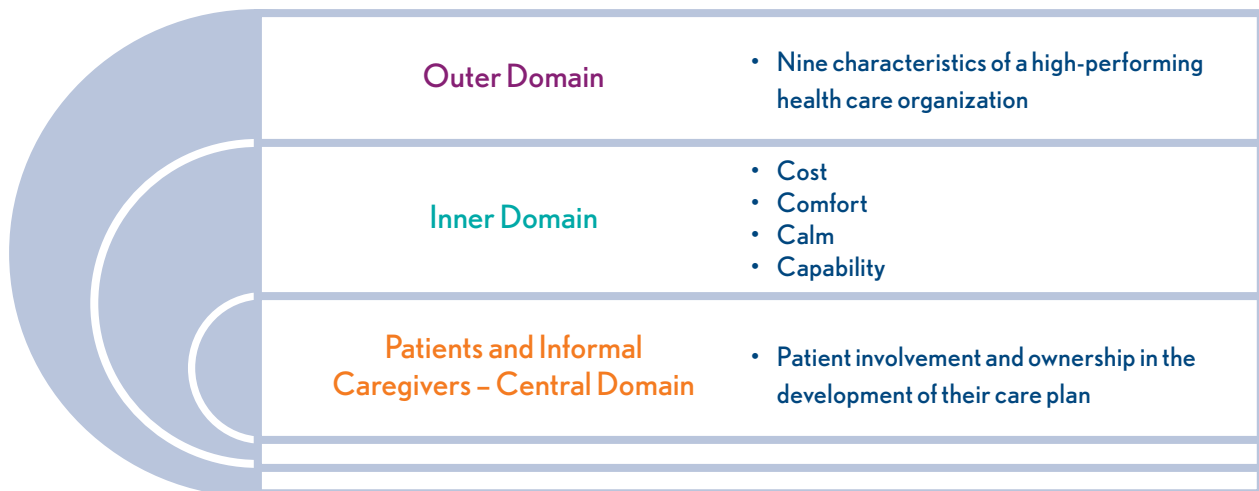 Outer Domain
• Nine characteristics of a high-performing
health care organization
Inner Domain
• Cost
• Comfort
• Calm
• Capability
Patients and Informal
Caregivers – Central Domain
• Patient involvement and ownership in the
development of their care plan